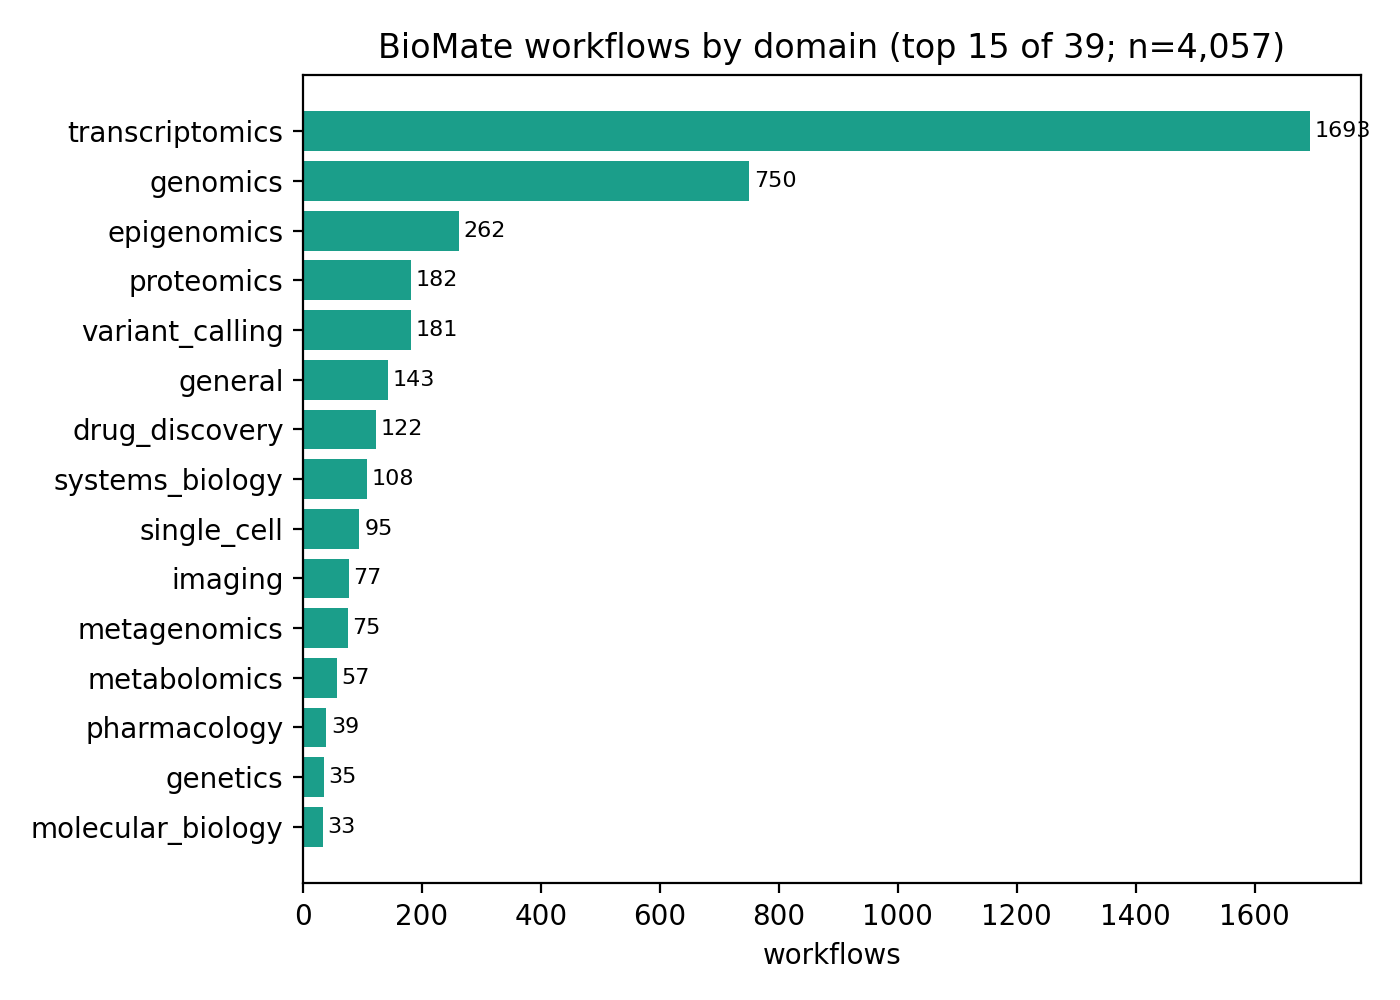 BioMate workflows by domain (top 15 of 39; n=4,057)
transcriptomics 1693
genomics 750
epigenomics 262
proteomics 182
variant_calling 181
general 143
drug_discovery 122
systems_biology 108
single_cell 95
imaging 77
metagenomics 75
metabolomics 57
pharmacology 39
genetics 35
molecular_biology 33
0 200 400 600 800 1000 1200 1400 1600
workflows